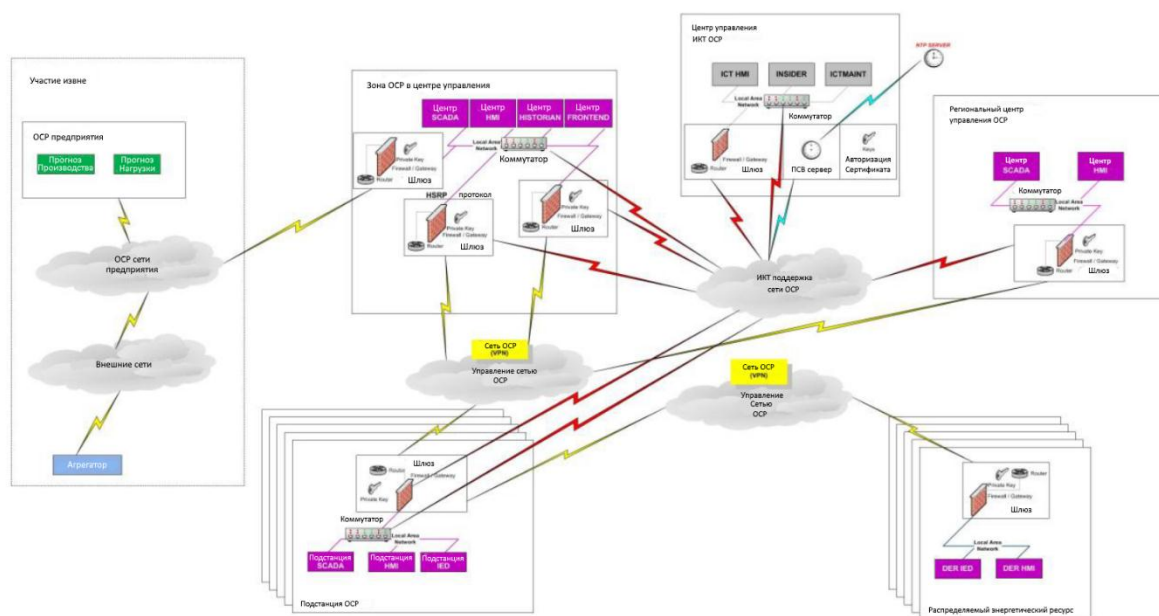 Участие извне
ОСР предприятия
Прогноз
Производства
Прогноз
Нагрузки
ОСР сети
предприятия
Внешние сети
Агрегатор
Зона ОСР в центре управления
Центр
SCADA
Центр
HMI
Центр
HISTORIAN
Центр
FRONTEND
Local Area
Network
Коммутатор
Private Key
Firewall / Gateway
Router
Шлюз
HSRP протокол
Private Key
Firewall / Gateway
Router
Шлюз
Private Key
Firewall / Gateway
Router
Шлюз
Центр управления
ИКТ ОСР
ICT HMI
INSIDER
ICTMAINT
Local Area
Network
Коммутатор
Router
Firewall / Gateway
Шлюз
ПСВ сервер
Keys
Авторизация
Сертификата
NTP SERVER
Региональный центр
управления ОСР
Центр
SCADA
Центр
HMI
Коммутатор
Local Area
Network
Private Key
Firewall / Gateway
Router
Шлюз
ИКТ поддержка
сети ОСР
Сеть ОСР
(VPN)
Управление сетью
ОСР
Сеть ОСР
(VPN)
Управление
Сетью
ОСР
Шлюз
Router
Firewall / Gateway
Private Key
Коммутатор
Local Area
Network
Подстанция
SCADA
Подстанция
HMI
Подстанция
IED
Подстанция ОСР
Router
Private Key
Firewall / Gateway
Шлюз
Local Area
Network
DER IED
DER HMI
Распределяемый энергетический ресурс